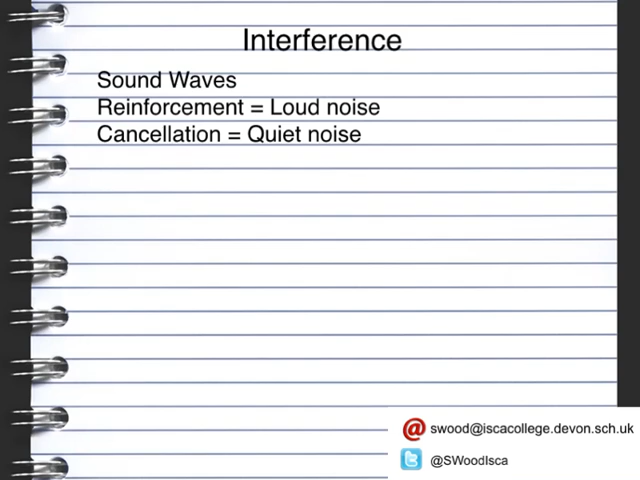 Interference
Sound Waves
Reinforcement = Loud noise
Cancellation = Quiet noise
@ swood@iscacollege.devon.sch.uk
@SWoodIsca